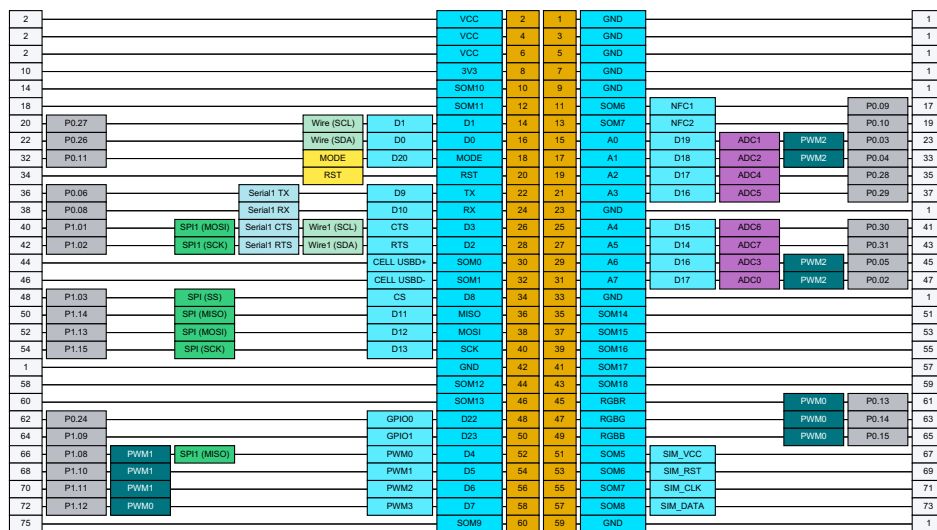 2 VCC 2 1 GND 1
2 VCC 4 3 GND 1
2 VCC 6 5 GND 1
10 3V3 8 7 GND 1
14 SOM10 10 9 GND 1
18 SOM11 12 11 SOM6 NFC1 P0.09 17
20 P0.27 Wire (SCL) D1 D1 14 13 SOM7 NFC2 P0.10 19
22 P0.26 Wire (SDA) D0 D0 16 15 A0 D19 ADC1 PWM2 P0.03 23
32 P0.11 MODE D20 MODE 18 17 A1 D18 ADC2 PWM2 P0.04 33
34 RST RST 20 19 A2 D17 ADC4 P0.28 35
36 P0.06 Serial1 TX D9 TX 22 21 A3 D16 ADC5 P0.29 37
38 P0.08 Serial1 RX D10 RX 24 23 GND 1
40 P1.01 SPI1 (MOSI) Serial1 CTS Wire1 (SCL) CTS D3 26 25 A4 D15 ADC6 P0.30 41
42 P1.02 SPI1 (SCK) Serial1 RTS Wire1 (SDA) RTS D2 28 27 A5 D14 ADC7 P0.31 43
44 CELL USBD+ SOM0 30 29 A6 D16 ADC3 PWM2 P0.05 45
46 CELL USBD- SOM1 32 31 A7 D17 ADC0 PWM2 P0.02 47
48 P1.03 SPI (SS) CS D8 34 33 GND 1
50 P1.14 SPI (MISO) D11 MISO 36 35 SOM14 51
52 P1.13 SPI (MOSI) D12 MOSI 38 37 SOM15 53
54 P1.15 SPI (SCK) D13 SCK 40 39 SOM16 55
1 GND 42 41 SOM17 57
58 SOM12 44 43 SOM18 59
60 SOM13 46 45 RGBR PWM0 P0.13 61
62 P0.24 GPIO0 D22 48 47 RGBG PWM0 P0.14 63
64 P1.09 GPIO1 D23 50 49 RGBB PWM0 P0.15 65
66 P1.08 PWM1 SPI1 (MISO) PWM0 D4 52 51 SOM5 SIM_VCC 67
68 P1.10 PWM1 PWM1 D5 54 53 SOM6 SIM_RST 69
70 P1.11 PWM1 PWM2 D6 56 55 SOM7 SIM_CLK 71
72 P1.12 PWM0 PWM3 D7 58 57 SOM8 SIM_DATA 73
75 SOM9 60 59 GND 1